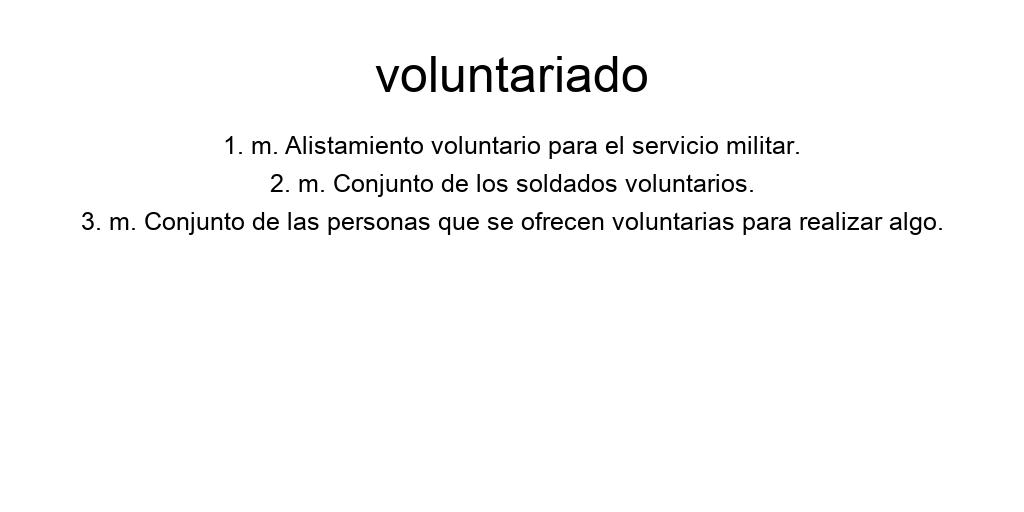 voluntariado
1. m. Alistamiento voluntario para el servicio militar.
2. m. Conjunto de los soldados voluntarios.
3. m. Conjunto de las personas que se ofrecen voluntarias para realizar algo.